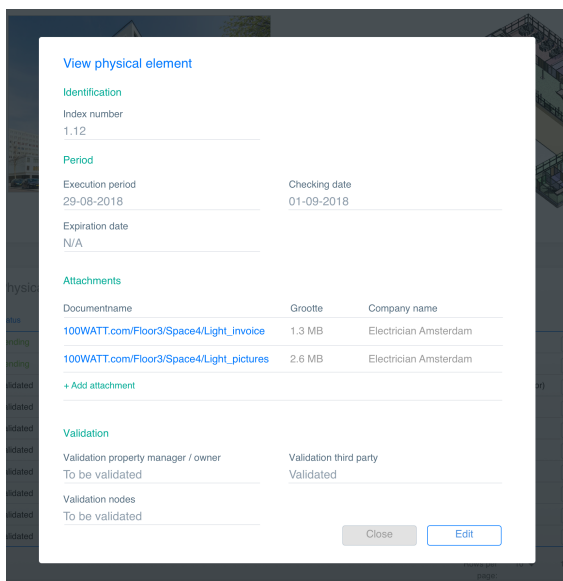 View physical element
Identification
Index number
1.12
Period
Execution period Checking date
29-08-2018 01-09-2018
Expiration date
N/A
Attachments
Documentname Grootte Company name
100WATT.com/Floor3/Space4/Light_invoice 1.3 MB Electrician Amsterdam
100WATT.com/Floor3/Space4/Light_pictures 2.6 MB Electrician Amsterdam
+ Add attachment
Validation
Validation property manager / owner Validation third party
To be validated Validated
Validation nodes
To be validated
Close Edit
page: